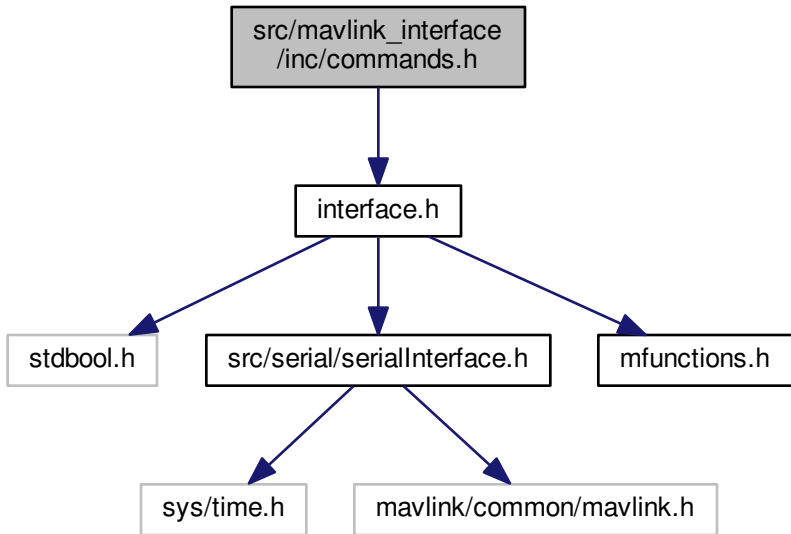 src/mavlink_interface
/inc/commands.h
interface.h
stdbool.h
src/serial/serialInterface.h
mfunctions.h
sys/time.h
mavlink/common/mavlink.h